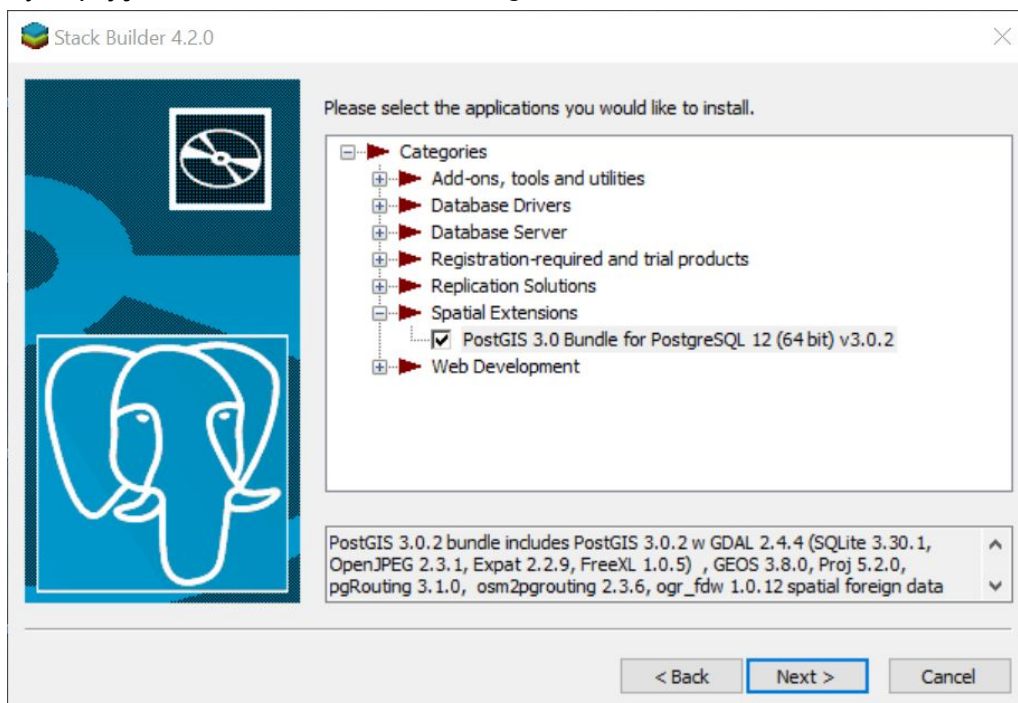 Stack Builder 4.2.0
Please select the applications you would like to install.
Categories
Add-ons, tools and utilities
Database Drivers
Database Server
Registration-required and trial products
Replication Solutions
Spatial Extensions
PostGIS 3.0 Bundle for PostgreSQL 12 (64 bit) v3.0.2
Web Development
PostGIS 3.0.2 bundle includes PostGIS 3.0.2 w GDAL 2.4.4 (SQLite 3.30.1,
OpenJPEG 2.3.1, Expat 2.2.9, FreeXL 1.0.5) , GEOS 3.8.0, Proj 5.2.0,
pgRouting 3.1.0, osm2pgrouting 2.3.6, ogr_fdw 1.0.12 spatial foreign data
< Back Next > Cancel